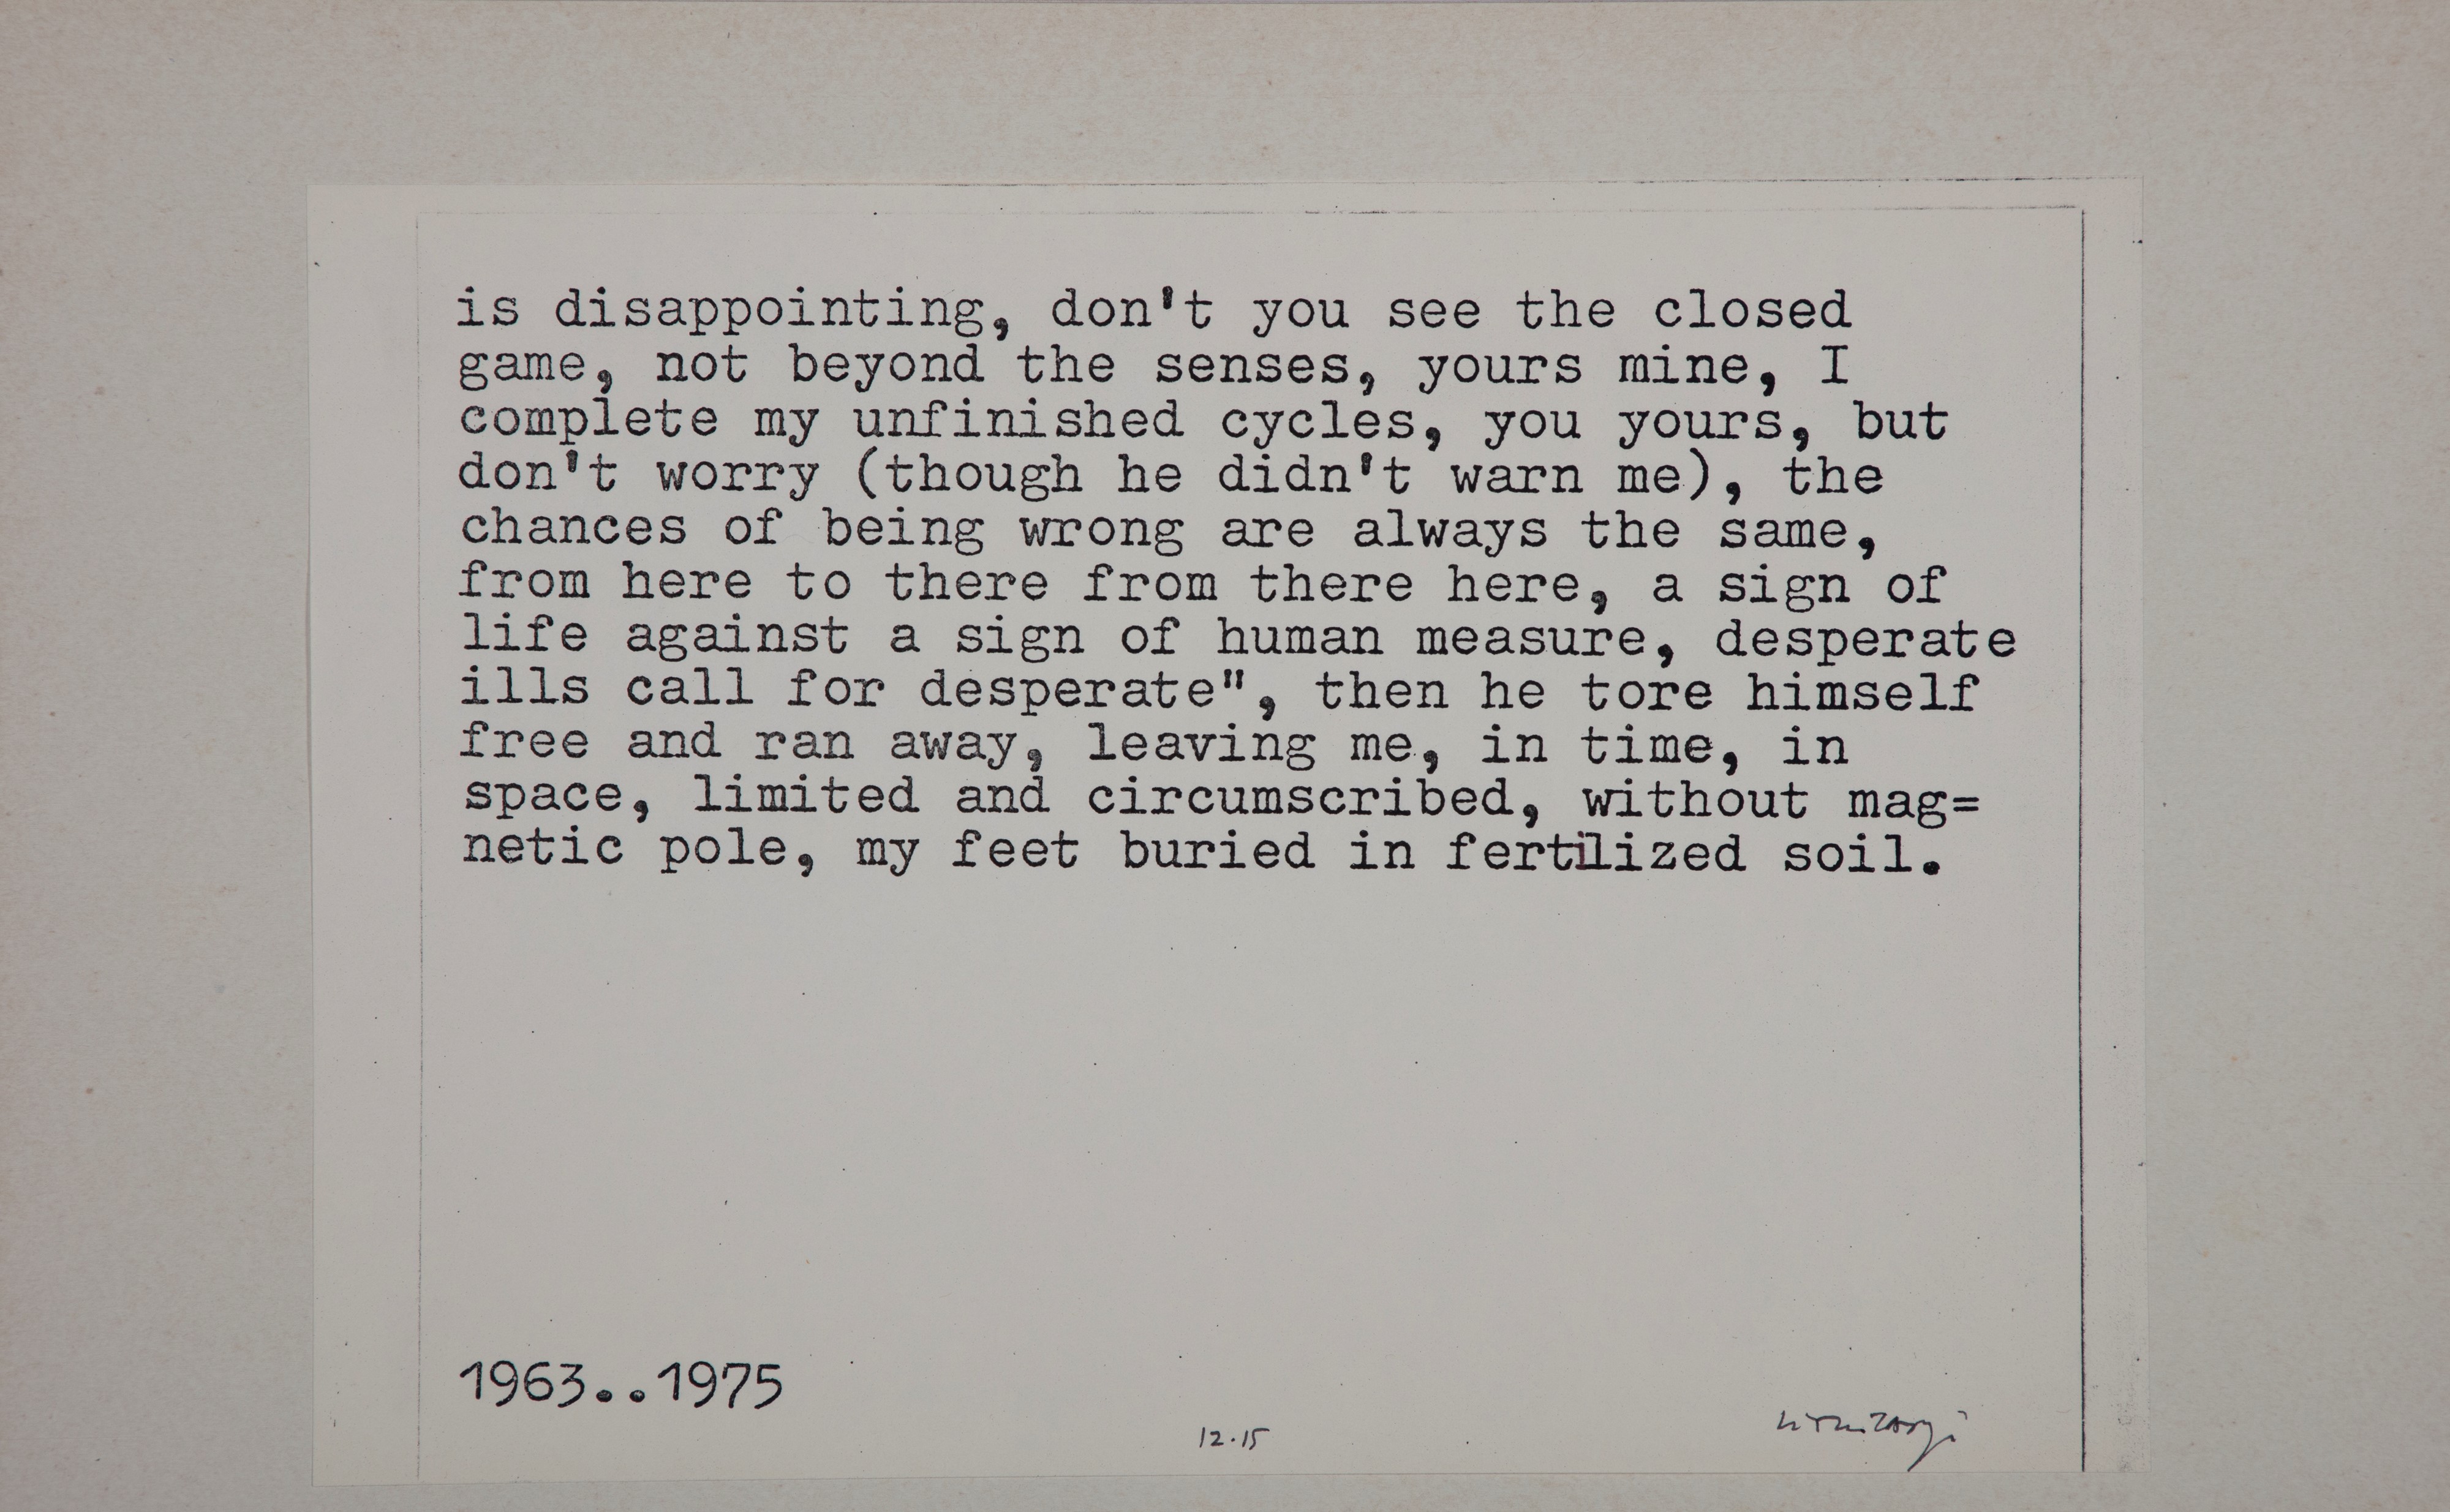 is disappointing, don't you see the closed
game, not beyond the senses, yours mine, I
complete my unfinished cycles, you yours, but
don't worry (though he didn't warn me), the
chances of being wrong are always the same,
from here to there from there here, a sign of
life against a sign of human measure, desperate
ills call for desperate", then he tore himself
free and ran away, leaving me, in time, in
space, limited and circumscribed, without mag=
netic pole, my feet buried in fertilized soil.
1963..1975
12.15